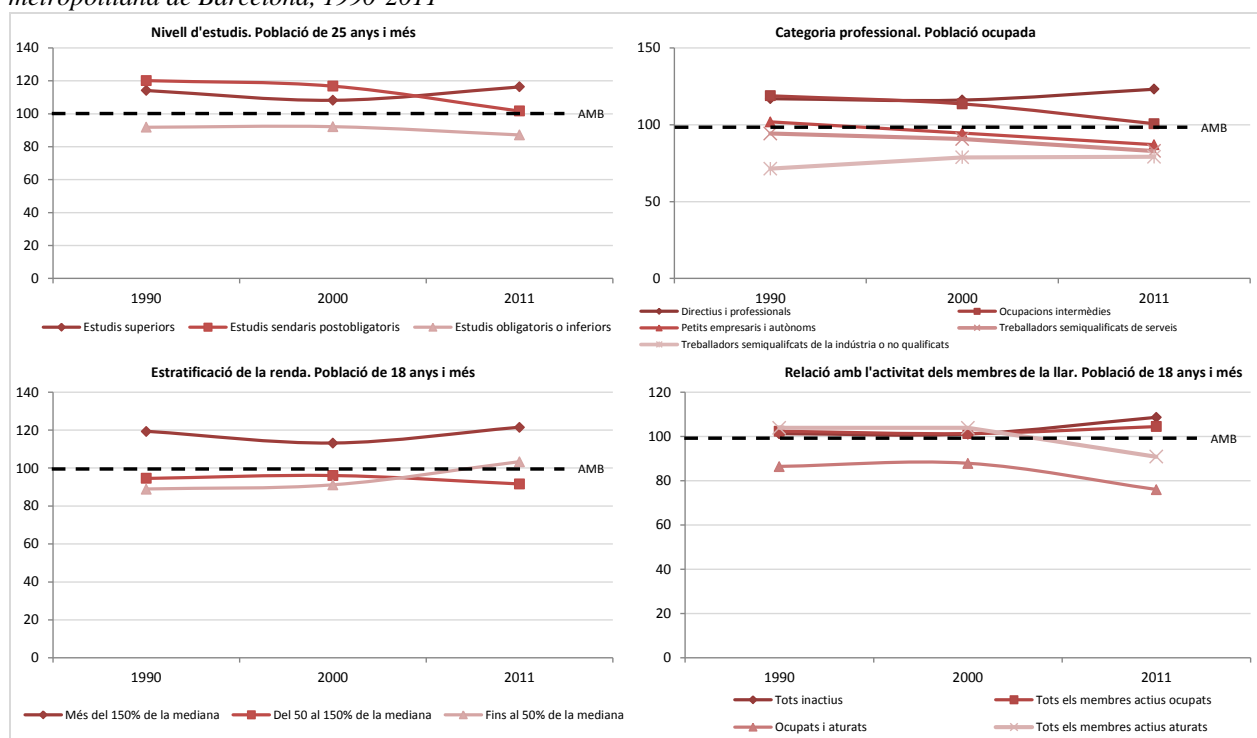 metropolitana de Barcelona, 1990-2011
Nivell d'estudis. Població de 25 anys i més
140
120
100
80
60
40
20
0
AMB
1990
2000
2011
Estudis superiors
Estudis sendaris postobligatoris
Estudis obligatoris o inferiors
Categoria professional. Població ocupada
150
100
50
0
AMB
1990
2000
2011
Directius i professionals
Ocupacions intermèdies
Petits empresaris i autònoms
Treballadors semiqualificats de serveis
Treballadors semiqualifcats de la indústria o no qualificats
Estratificació de la renda. Població de 18 anys i més
140
120
100
80
60
40
20
0
AMB
1990
2000
2011
Més del 150% de la mediana
Del 50 al 150% de la mediana
Fins al 50% de la mediana
Relació amb l'activitat dels membres de la llar. Població de 18 anys i més
120
100
80
60
40
20
0
AMB
1990
2000
2011
Tots inactius
Tots els membres actius ocupats
Ocupats i aturats
Tots els membres actius aturats